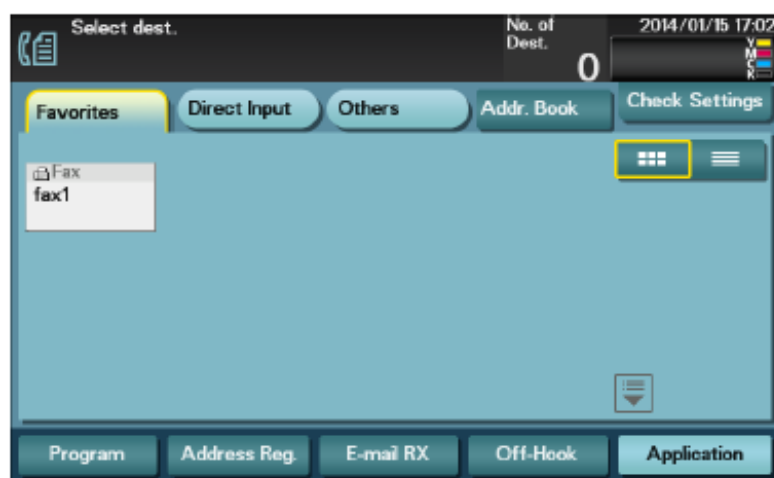 Select dest.
No. of
Dest.
0
2014/01/15 17:02
Y
M
C
K
Favorites
Direct Input
Others
Addr. Book
Check Settings
Fax
fax1
Program
Address Reg.
E-mail RX
Off-Hook
Application